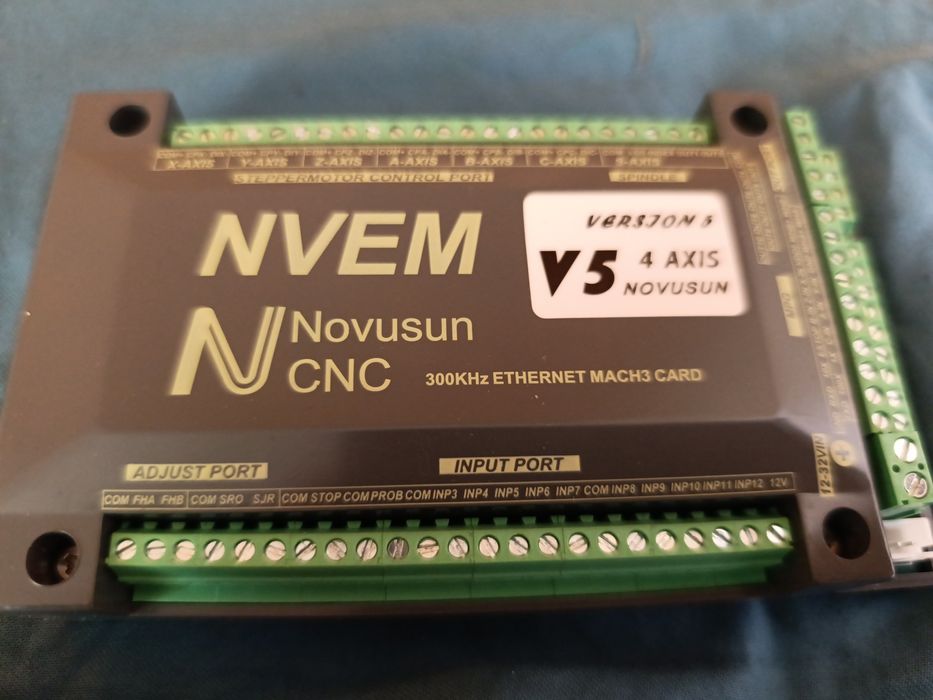 X-AXIS Y-AXIS Z-AXIS A-AXIS B-AXIS C-AXIS S-AXIS
STEPPERMOTOR CONTROL PORT SPINDLE
NVEM
VERSION 5
V5 4 AXIS
NOVUSUN
N Novusun
CNC
300KHz ETHERNET MACH3 CARD
12-32VIN
ADJUST PORT INPUT PORT
COM FHA FHB COM SRO SJR COM STOP COM PROB COM INP3 INP4 INP5 INP6 INP7 COM INP8 INP9 INP10 INP11 INP12 12V